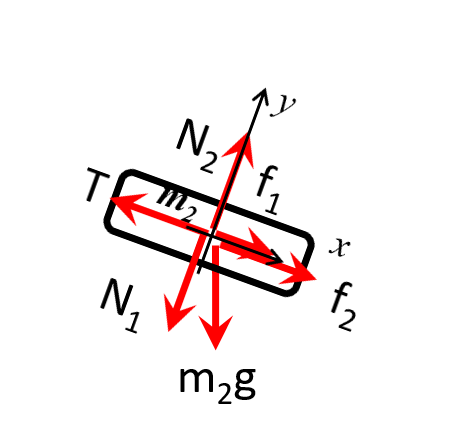 y
N₂
f₁
T
m₂
x
N₁
f₂
m₂g